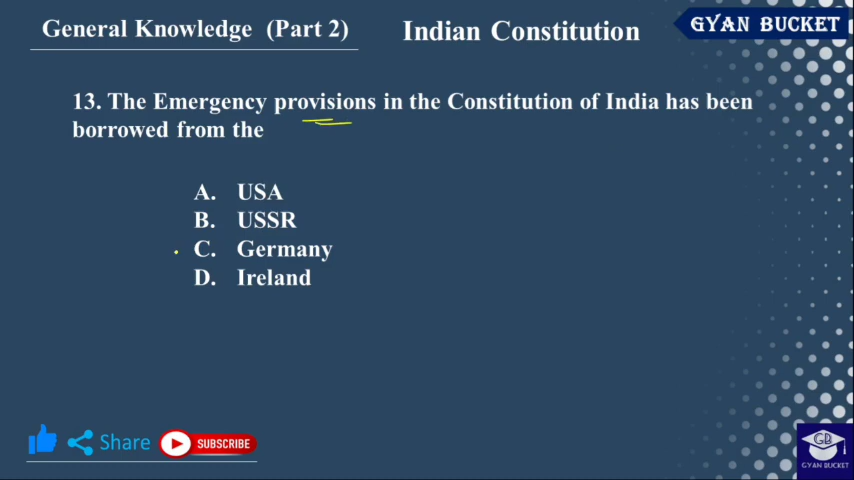 General Knowledge (Part 2)
Indian Constitution
GYAN BUCKET
13. The Emergency provisions in the Constitution of India has been
borrowed from the
A. USA
B. USSR
C. Germany
D. Ireland
Share
SUBSCRIBE
GB
GYAN BUCKET